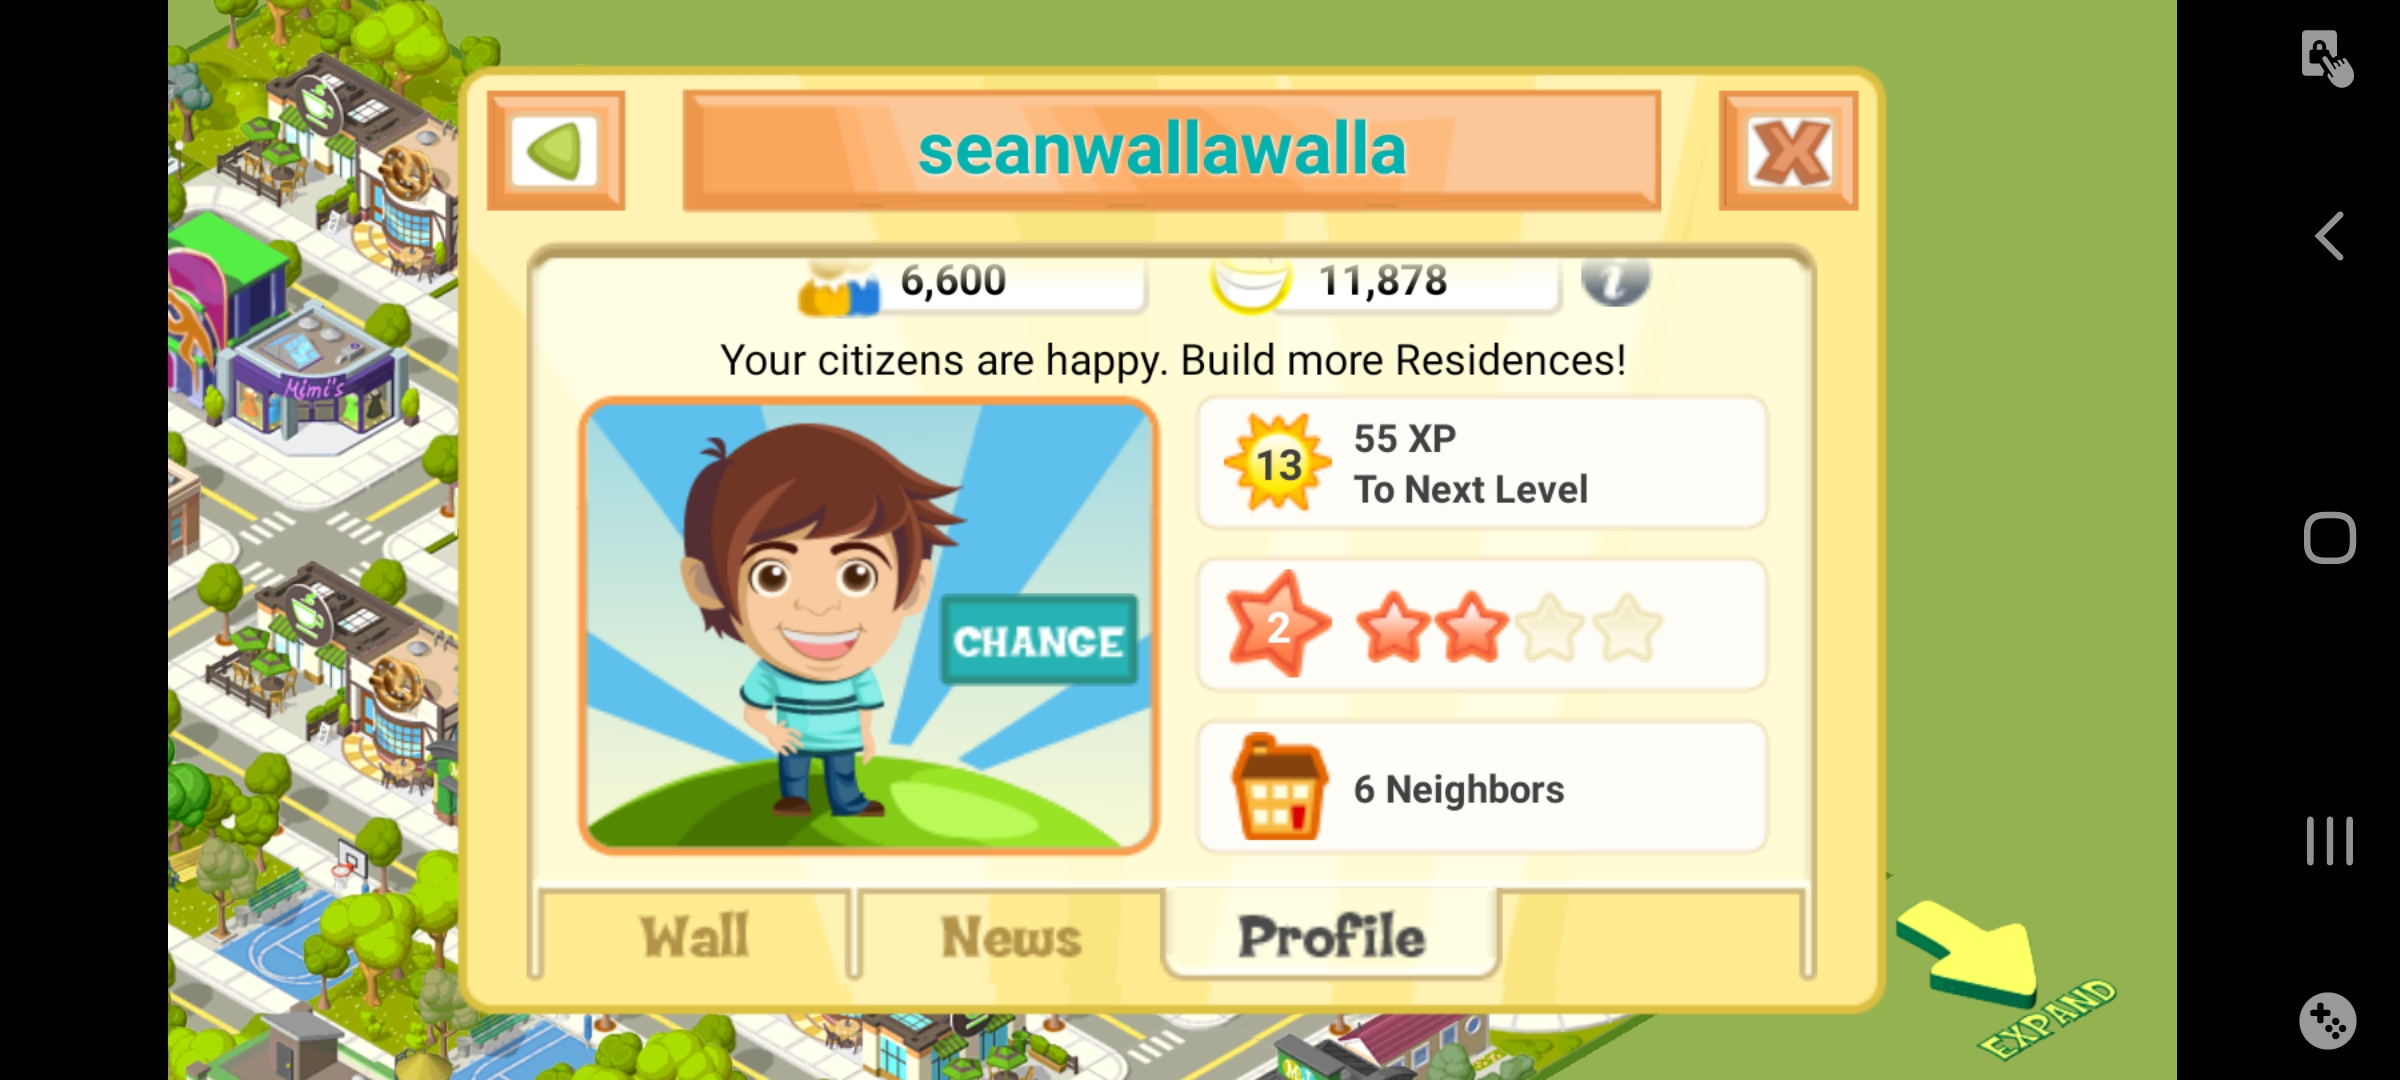 seanwallawalla
6,600
11,878
i
Your citizens are happy. Build more Residences!
13
55 XP
To Next Level
CHANGE
2
6 Neighbors
Wall
News
Profile
Mimi's
EXPAND